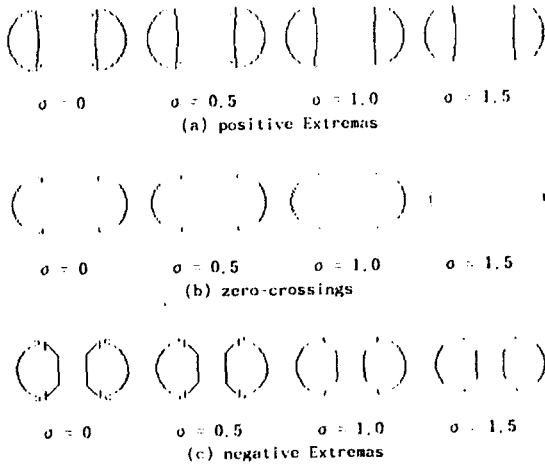 σ = 0 σ = 0.5 σ = 1.0 σ = 1.5
(a) positive Extremas
σ = 0 σ = 0.5 σ = 1.0 σ = 1.5
(b) zero-crossings
σ = 0 σ = 0.5 σ = 1.0 σ = 1.5
(c) negative Extremas